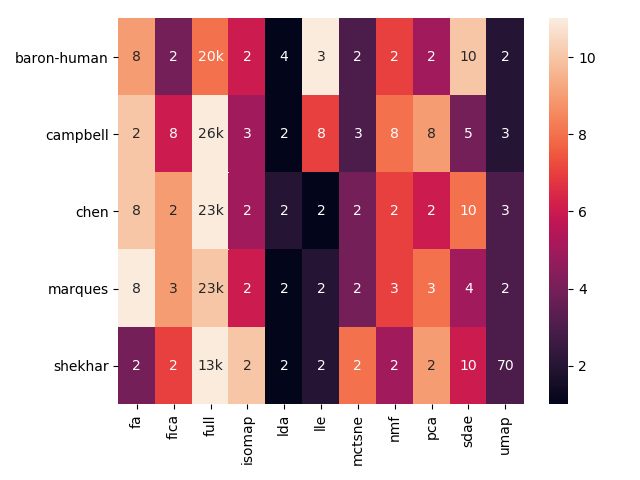 baron-human 8 2 20k 2 4 3 2 2 2 10 2
campbell 2 8 26k 3 2 8 3 8 8 5 3
chen 8 2 23k 2 2 2 2 2 2 10 3
marques 8 3 23k 2 2 2 2 3 3 4 2
shekhar 2 2 13k 2 2 2 2 2 2 10 70
fa fica full isomap lda lle mctsne nmf pca sdae umap
10
8
6
4
2